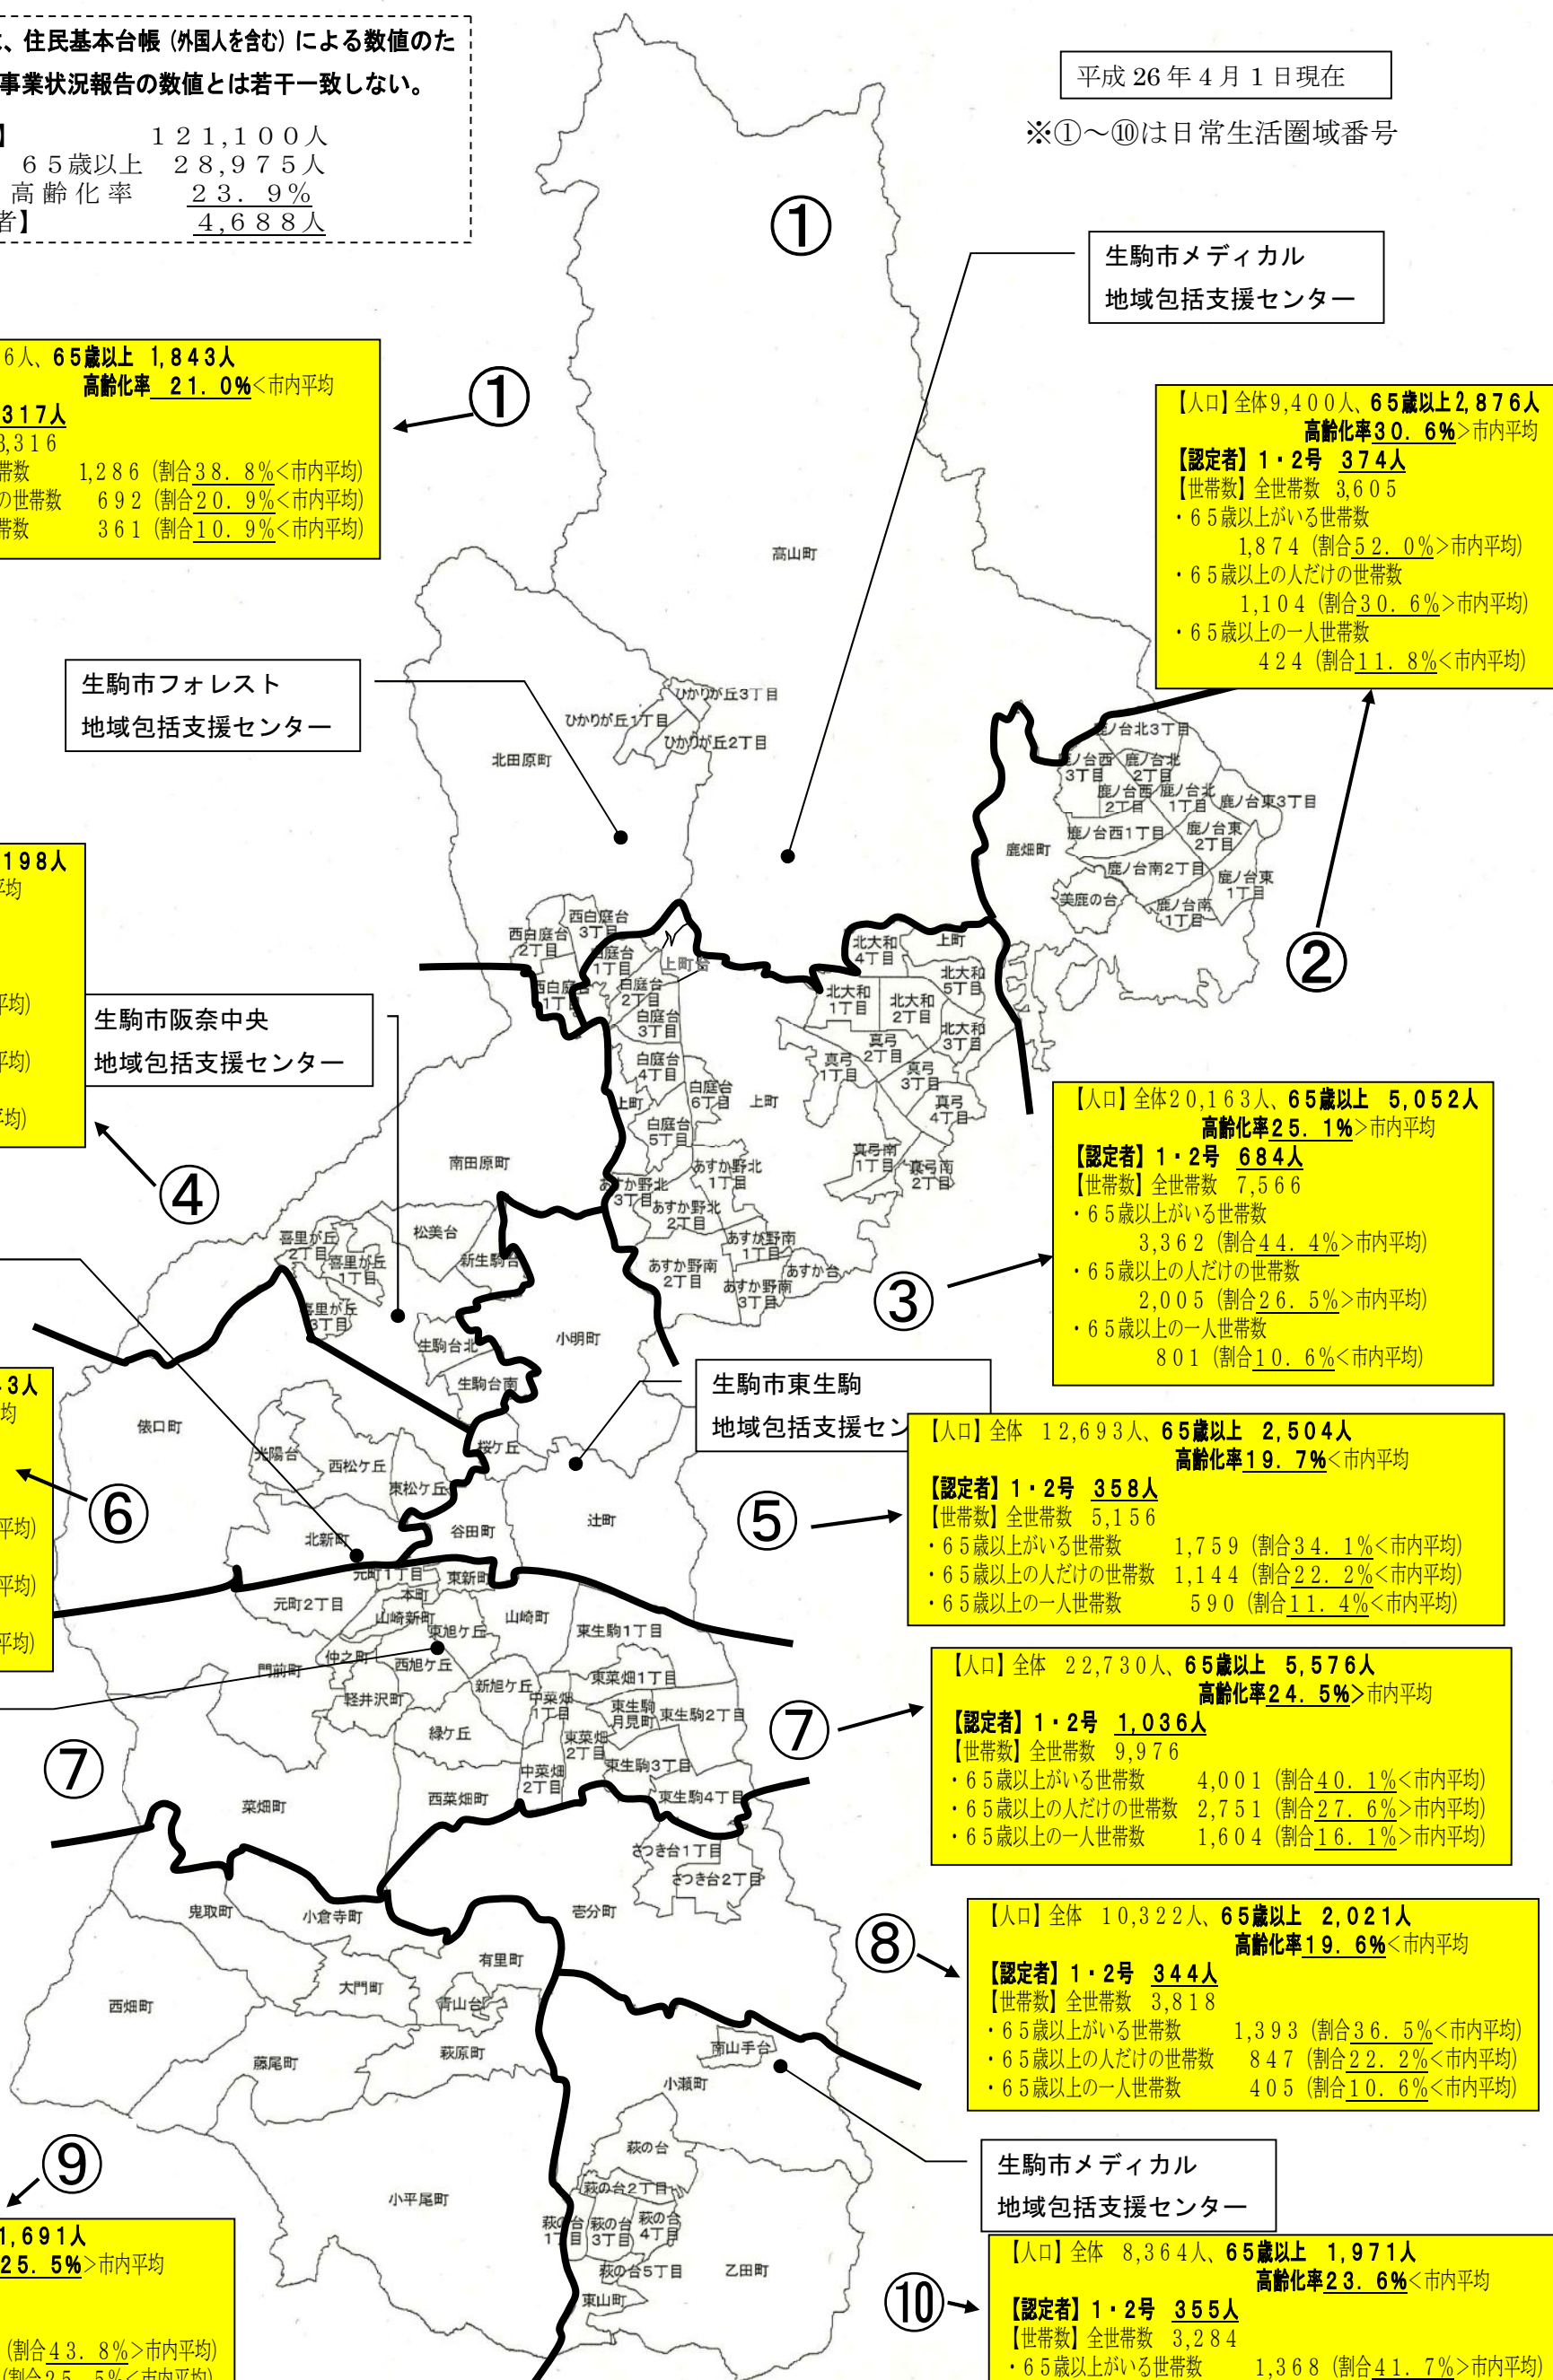 、住民基本台帳（外国人を含む）による数値のた
事業状況報告の数値とは若干一致しない。
】 １２１,１００人
６５歳以上 ２８,９７５人
高齢化率 ２３．９％
者】 ４,６８８人
平成26年4月1日現在
※①～⑩は日常生活圏域番号
①
生駒市メディカル
地域包括支援センター
６人、６５歳以上 １,８４３人
高齢化率 ２１．０％＜市内平均
３１７人
３,３１６
帯数 １,２８６（割合３８．８％＜市内平均）
の世帯数 ６９２（割合２０．９％＜市内平均）
帯数 ３６１（割合１０．９％＜市内平均）
①
【人口】全体９,４００人、６５歳以上２,８７６人
高齢化率３０．６％＞市内平均
【認定者】１・２号 ３７４人
【世帯数】全世帯数 ３,６０５
・６５歳以上がいる世帯数
１,８７４（割合５２．０％＞市内平均）
・６５歳以上の人だけの世帯数
１,１０４（割合３０．６％＞市内平均）
・６５歳以上の一人世帯数
４２４（割合１１．８％＜市内平均）
高山町
生駒市フォレスト
地域包括支援センター
ひかりが丘3丁目
ひかりが丘1丁目
ひかりが丘2丁目
北田原町
鹿ノ台北3丁目
鹿ノ台西
3丁目
鹿ノ台北
2丁目
鹿ノ台西
2丁目
鹿ノ台北
1丁目
鹿ノ台東3丁目
鹿ノ台西1丁目
鹿ノ台東
2丁目
鹿畑町
鹿ノ台南2丁目
鹿ノ台東
1丁目
美鹿の台
鹿ノ台南
1丁目
②
１９８人
平均
平均）
平均）
平均）
西白庭台
3丁目
西白庭台
2丁目
白庭台
1丁目
上町台
西白庭台
1丁目
白庭台
2丁目
白庭台
3丁目
白庭台
4丁目
白庭台
6丁目
上町
上町
白庭台
5丁目
北大和
4丁目
上町
北大和
5丁目
北大和
1丁目
北大和
2丁目
北大和
3丁目
真弓
2丁目
真弓
1丁目
真弓
3丁目
真弓
4丁目
真弓南
1丁目
真弓南
2丁目
生駒市阪奈中央
地域包括支援センター
④
南田原町
あすか野北
1丁目
あすか野北
3丁目
あすか野北
2丁目
あすか野南
1丁目
あすか野南
2丁目
あすか台
あすか野南
3丁目
③
【人口】全体２０,１６３人、６５歳以上 ５,０５２人
高齢化率２５．１％＞市内平均
【認定者】１・２号 ６８４人
【世帯数】全世帯数 ７,５６６
・６５歳以上がいる世帯数
３,３６２（割合４４．４％＞市内平均）
・６５歳以上の人だけの世帯数
２,００５（割合２６．５％＞市内平均）
・６５歳以上の一人世帯数
８０１（割合１０．６％＜市内平均）
松美台
喜里が丘
2丁目
喜里が丘
1丁目
新生駒台
喜里が丘
3丁目
生駒台北
小明町
生駒台南
生駒市東生駒
地域包括支援セン
４３人
均
平均）
平均）
平均）
⑥
俵口町
光陽台
西松ケ丘
東松ケ丘
桜ケ丘
北新町
谷田町
辻町
⑤
【人口】全体 １２,６９３人、６５歳以上 ２,５０４人
高齢化率１９．７％＜市内平均
【認定者】１・２号 ３５８人
【世帯数】全世帯数 ５,１５６
・６５歳以上がいる世帯数 １,７５９（割合３４．１％＜市内平均）
・６５歳以上の人だけの世帯数 １,１４４（割合２２．２％＜市内平均）
・６５歳以上の一人世帯数 ５９０（割合１１．４％＜市内平均）
元町1丁目
東新町
本町
元町2丁目
山崎新町
山崎町
東旭ケ丘
東生駒1丁目
仲之町
西旭ケ丘
門前町
新旭ケ丘
東菜畑1丁目
軽井沢町
中菜畑
1丁目
東生駒
月見町
東生駒2丁目
緑ケ丘
東菜畑
2丁目
東生駒3丁目
中菜畑
2丁目
東生駒4丁目
西菜畑町
菜畑町
⑦
⑦
【人口】全体 ２２,７３０人、６５歳以上 ５,５７６人
高齢化率２４．５％＞市内平均
【認定者】１・２号 １,０３６人
【世帯数】全世帯数 ９,９７６
・６５歳以上がいる世帯数 ４,００１（割合４０．１％＜市内平均）
・６５歳以上の人だけの世帯数 ２,７５１（割合２７．６％＞市内平均）
・６５歳以上の一人世帯数 １,６０４（割合１６．１％＞市内平均）
さつき台1丁目
さつき台2丁目
鬼取町
小倉寺町
壱分町
有里町
大門町
青山台
西畑町
藤尾町
萩原町
⑧
【人口】全体 １０,３２２人、６５歳以上 ２,０２１人
高齢化率１９．６％＜市内平均
【認定者】１・２号 ３４４人
【世帯数】全世帯数 ３,８１８
・６５歳以上がいる世帯数 １,３９３（割合３６．５％＜市内平均）
・６５歳以上の人だけの世帯数 ８４７（割合２２．２％＜市内平均）
・６５歳以上の一人世帯数 ４０５（割合１０．６％＜市内平均）
南山手台
小瀬町
生駒市メディカル
地域包括支援センター
⑨
１,６９１人
２５．５％＞市内平均
（割合４３．８％＞市内平均）
（割合２５．５％＜市内平均）
小平尾町
萩の台
萩の台2丁目
萩の台
1丁目
萩の台
3丁目
萩の台
4丁目
萩の台5丁目
東山町
乙田町
⑩
【人口】全体 ８,３６４人、６５歳以上 １,９７１人
高齢化率２３．６％＜市内平均
【認定者】１・２号 ３５５人
【世帯数】全世帯数 ３,２８４
・６５歳以上がいる世帯数 １,３６８（割合４１．７％＞市内平均）